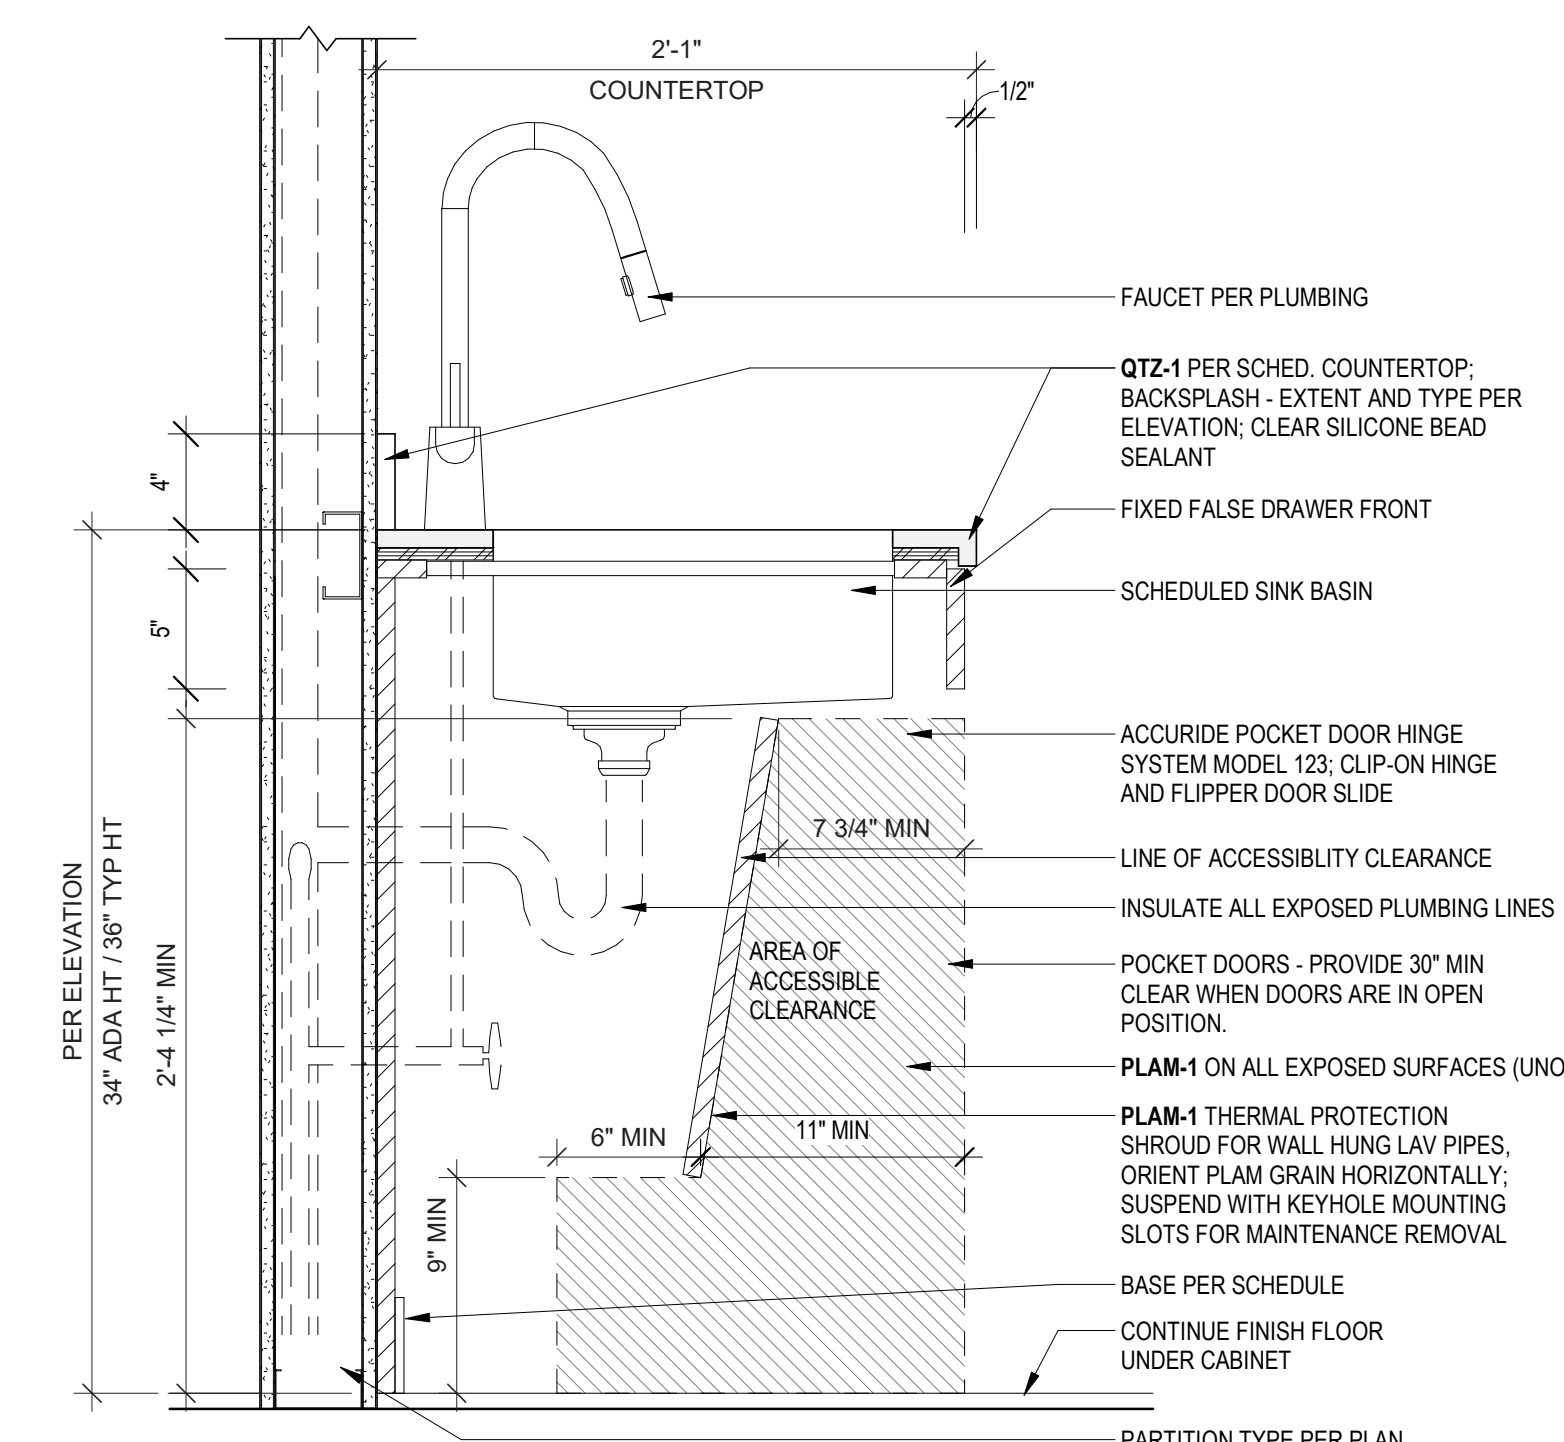 2'-1"
COUNTERTOP
1/2"
FAUCET PER PLUMBING
QTZ-1 PER SCHED. COUNTERTOP;
BACKSPLASH - EXTENT AND TYPE PER
ELEVATION; CLEAR SILICONE BEAD
SEALANT
4"
FIXED FALSE DRAWER FRONT
SCHEDULED SINK BASIN
5"
ACCURIDE POCKET DOOR HINGE
SYSTEM MODEL 123; CLIP-ON HINGE
AND FLIPPER DOOR SLIDE
7 3/4" MIN
LINE OF ACCESSIBLITY CLEARANCE
INSULATE ALL EXPOSED PLUMBING LINES
AREA OF
ACCESSIBLE
CLEARANCE
POCKET DOORS - PROVIDE 30" MIN
CLEAR WHEN DOORS ARE IN OPEN
POSITION.
PER ELEVATION
34" ADA HT / 36" TYP HT
2'-4 1/4" MIN
PLAM-1 ON ALL EXPOSED SURFACES (UNO
6" MIN
11" MIN
PLAM-1 THERMAL PROTECTION
SHROUD FOR WALL HUNG LAV PIPES,
ORIENT PLAM GRAIN HORIZONTALLY;
SUSPEND WITH KEYHOLE MOUNTING
SLOTS FOR MAINTENANCE REMOVAL
9" MIN
BASE PER SCHEDULE
CONTINUE FINISH FLOOR
UNDER CABINET
PARTITION TYPE PER PLAN